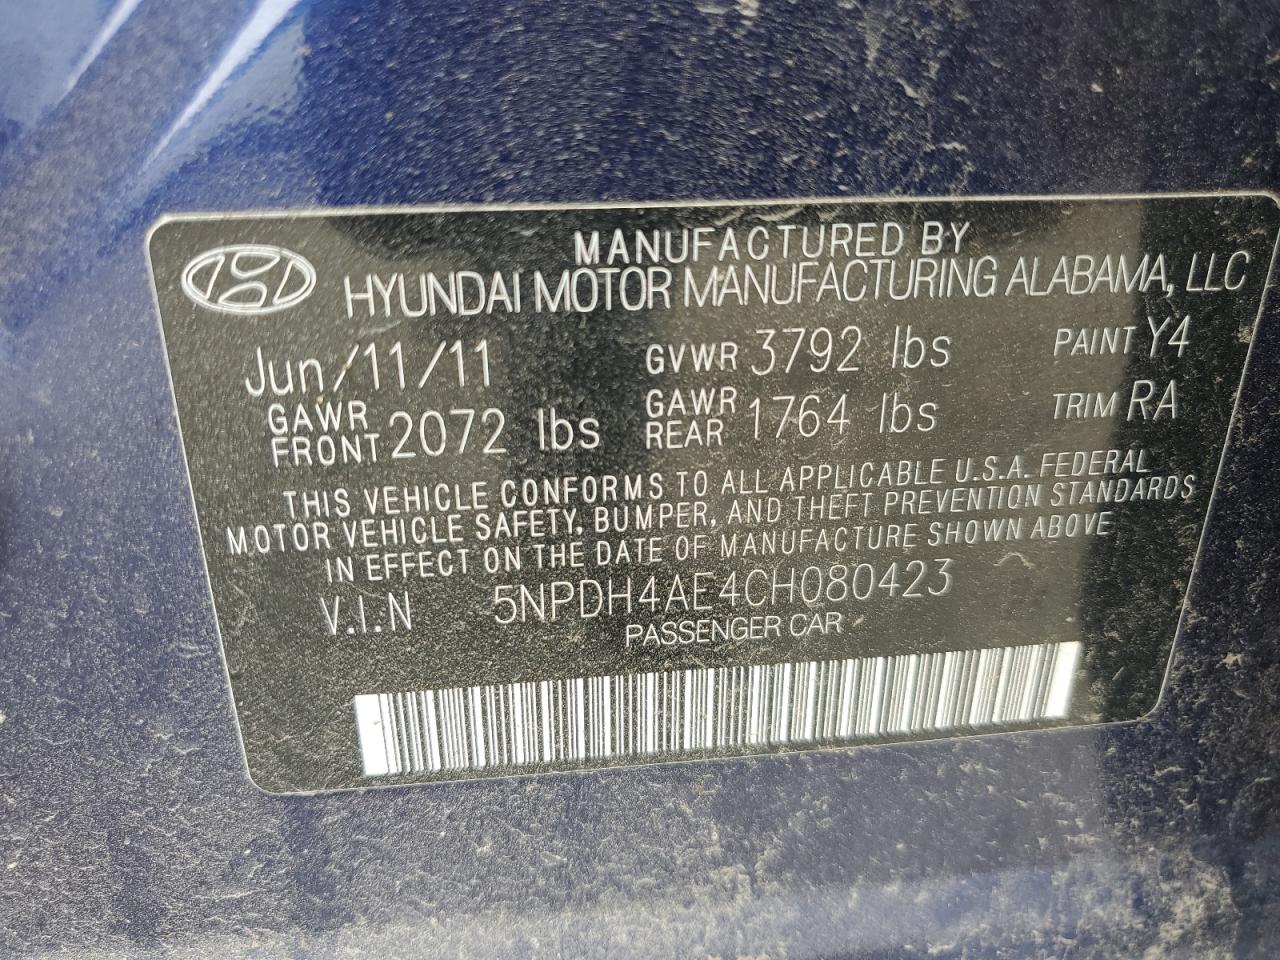 MANUFACTURED BY
HYUNDAI MOTOR MANUFACTURING ALABAMA, LLC
Jun/11/11 GVWR 3792 lbs PAINT Y4
GAWR FRONT 2072 lbs GAWR REAR 1764 lbs TRIM RA
THIS VEHICLE CONFORMS TO ALL APPLICABLE U.S.A. FEDERAL
MOTOR VEHICLE SAFETY, BUMPER, AND THEFT PREVENTION STANDARDS
IN EFFECT ON THE DATE OF MANUFACTURE SHOWN ABOVE
V.I.N 5NPDH4AE4CH080423
PASSENGER CAR